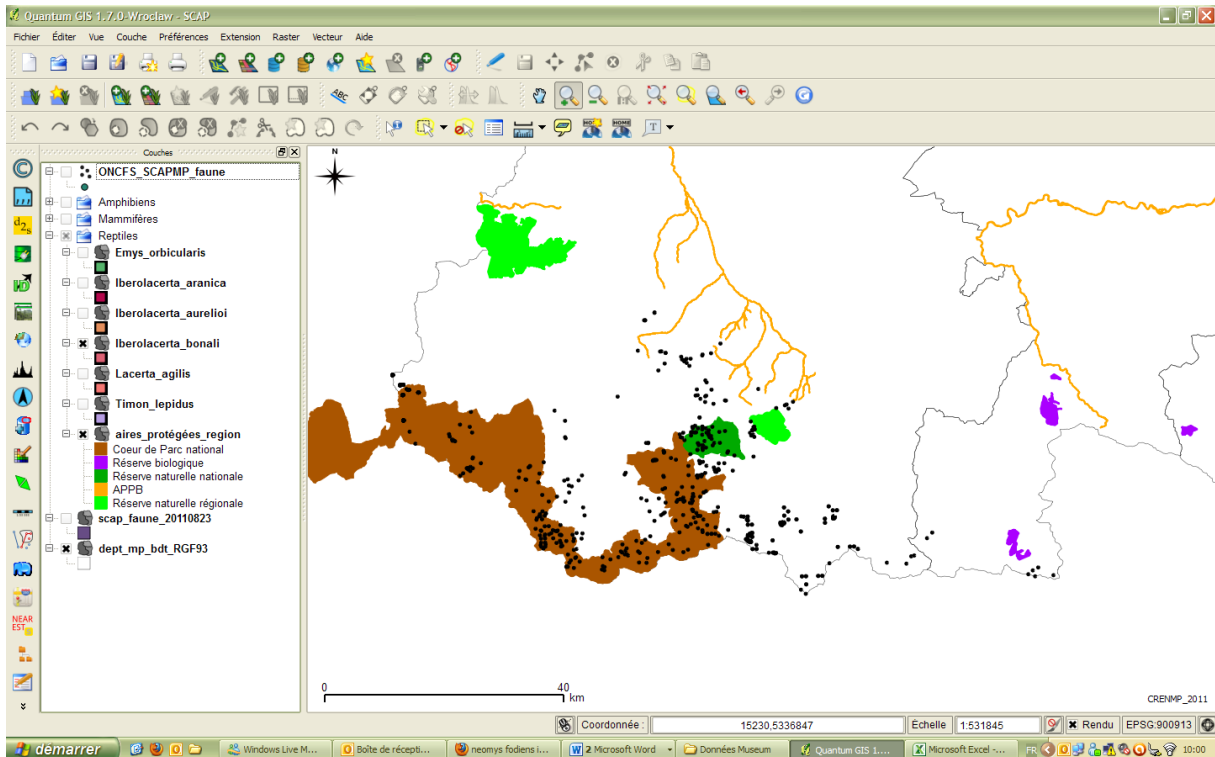 Quantum GIS 1.7.0-Wroclaw - SCAP
Fichier Éditer Vue Couche Préférences Extension Raster Vecteur Aide
Couches
ONCFS_SCAPMP_faune
Amphibiens
Mammifères
Reptiles
Emys_orbicularis
Iberolacerta_aranica
Iberolacerta_aurelioi
Iberolacerta_bonali
Lacerta_agilis
Timon_lepidus
aires_protégées_region
Coeur de Parc national
Réserve biologique
Réserve naturelle nationale
APPB
Réserve naturelle régionale
scap_faune_20110823
dept_mp_bdt_RGF93
NEAR
EST
N
0 40
km
CRENMP_2011
Coordonnée : 15230,5336847 Échelle 1:531845 Rendu EPSG:900913
démarrer Windows Live M... Boîte de récepti... neomys fodiens i... 2 Microsoft Word Données Museum Quantum GIS 1.... Microsoft Excel -... FR 10:00